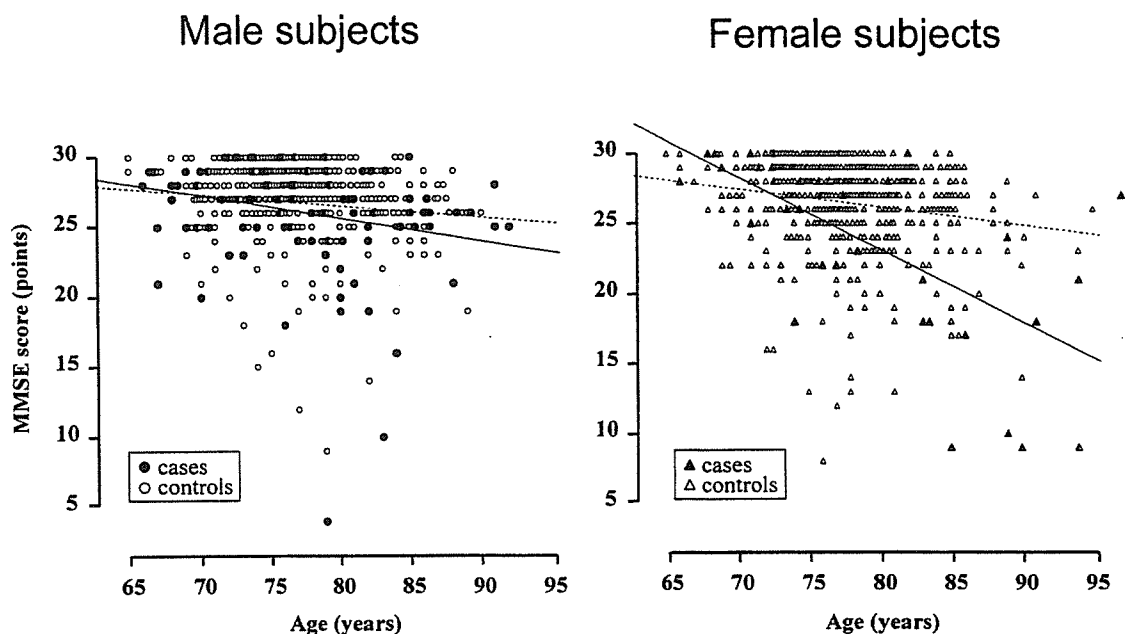 Male subjects
MMSE score (points)
30
25
20
15
10
5
cases
controls
65 70 75 80 85 90 95
Age (years)
Female subjects
30
25
20
15
10
5
cases
controls
65 70 75 80 85 90 95
Age (years)